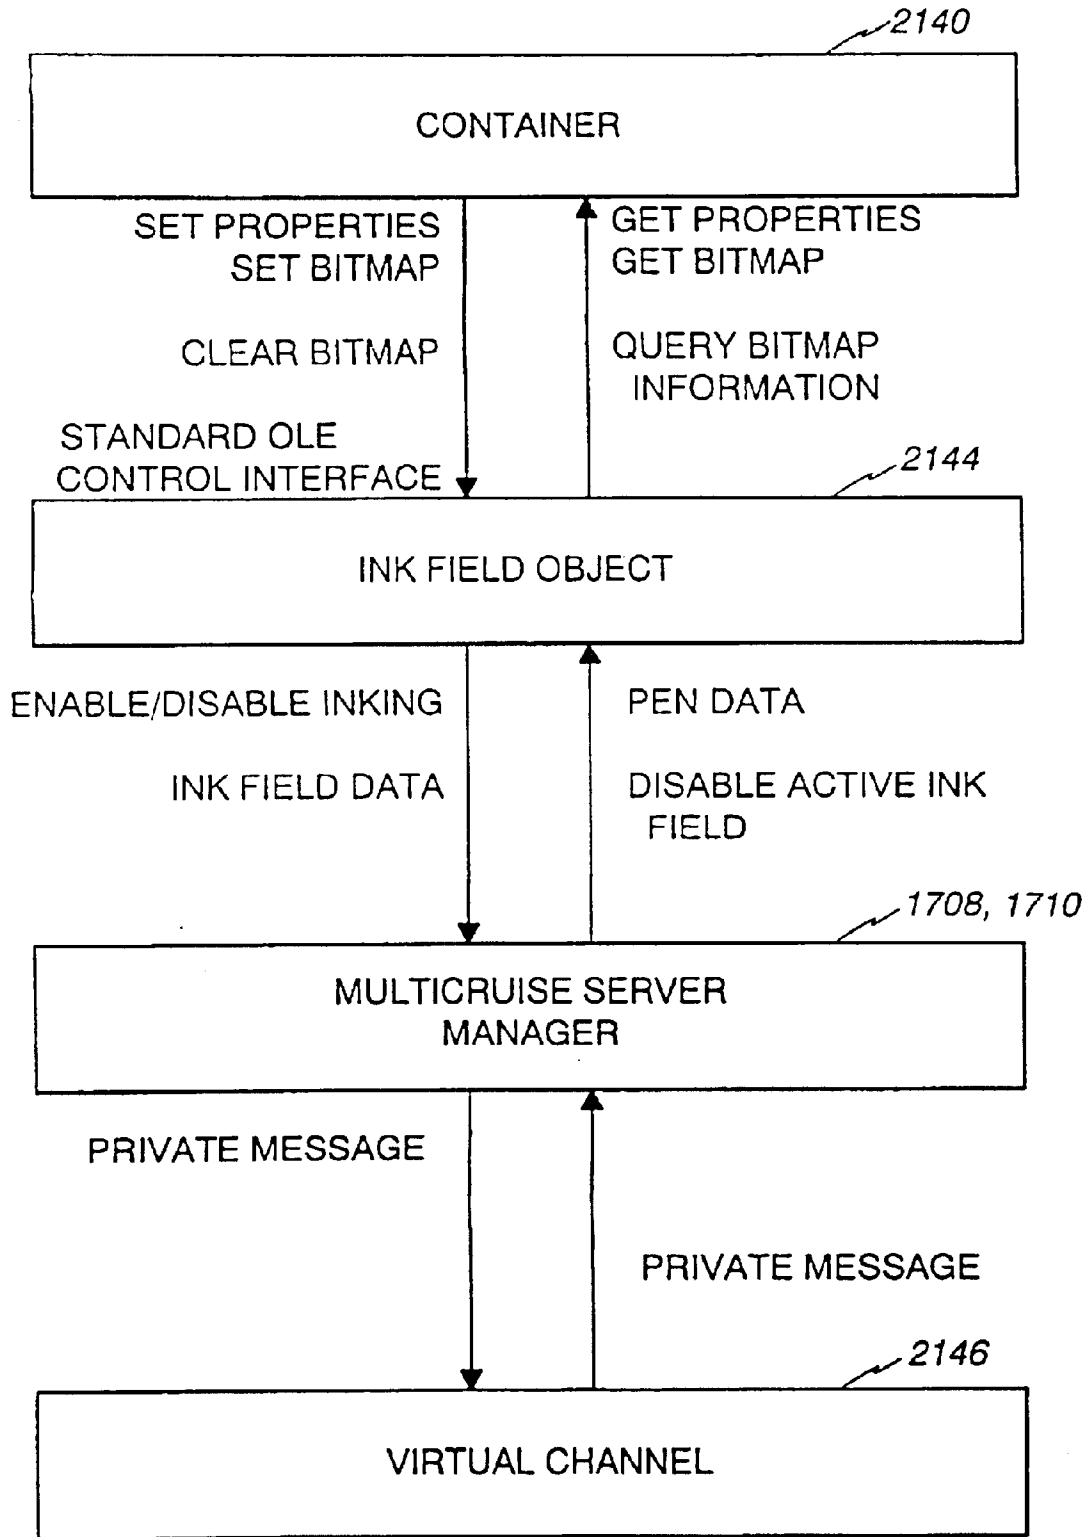 2140
CONTAINER
SET PROPERTIES
SET BITMAP
GET PROPERTIES
GET BITMAP
CLEAR BITMAP
QUERY BITMAP
INFORMATION
STANDARD OLE
CONTROL INTERFACE
2144
INK FIELD OBJECT
ENABLE/DISABLE INKING
PEN DATA
INK FIELD DATA
DISABLE ACTIVE INK
FIELD
1708, 1710
MULTICRUISE SERVER
MANAGER
PRIVATE MESSAGE
PRIVATE MESSAGE
2146
VIRTUAL CHANNEL